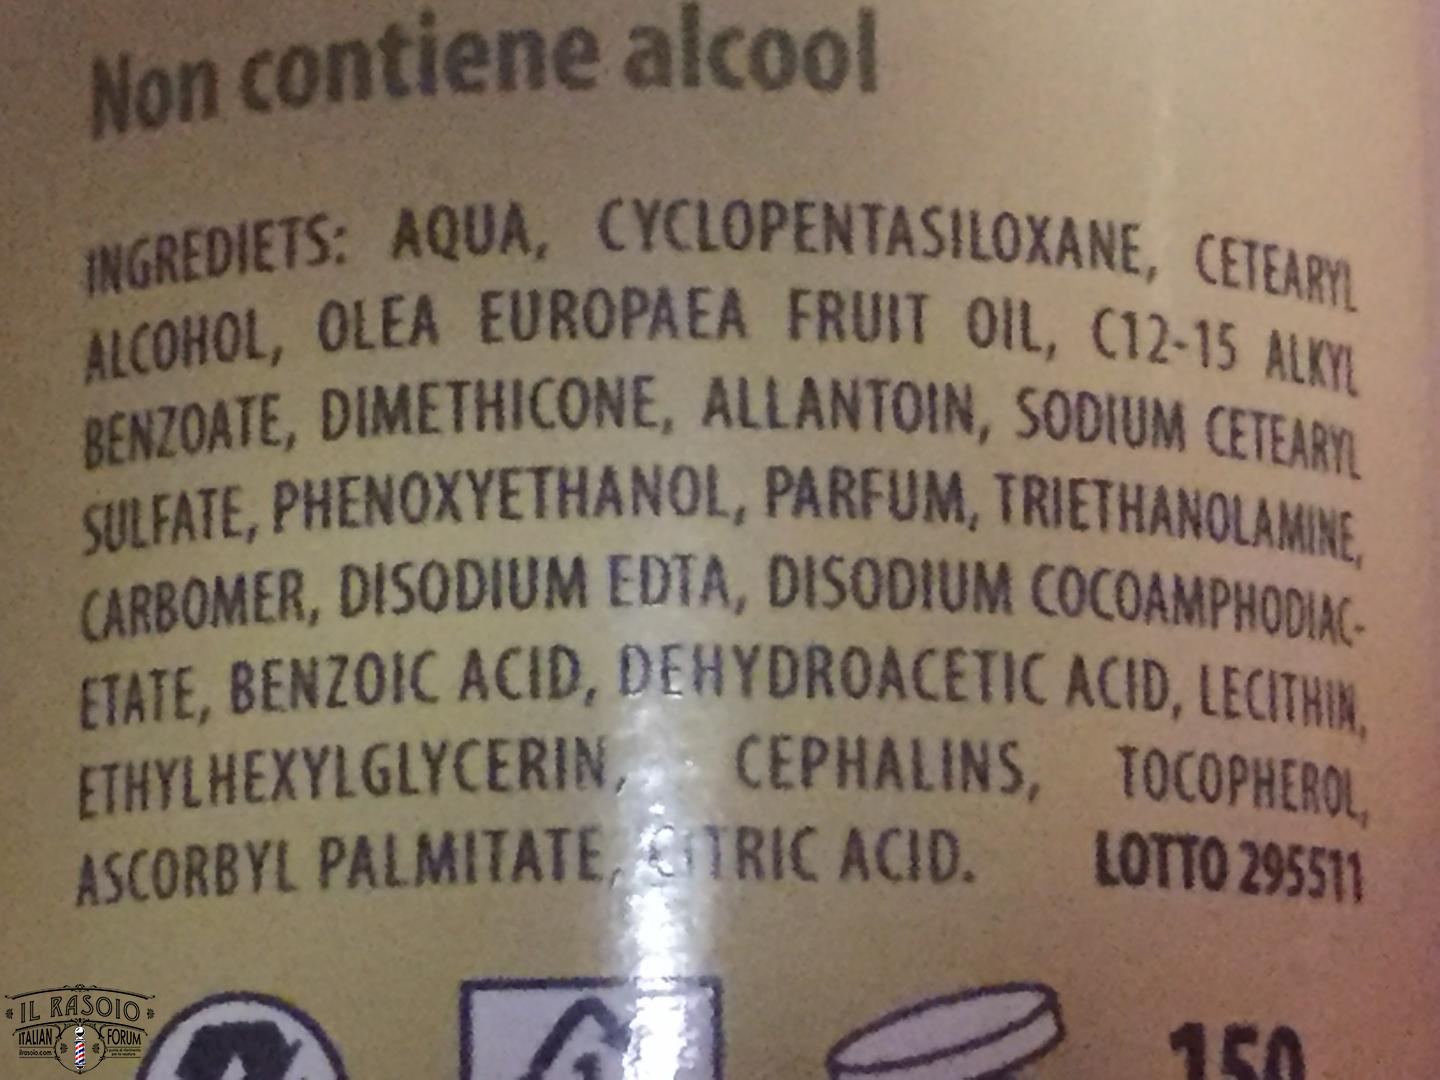 Non contiene alcool
INGREDIETS: AQUA, CYCLOPENTASILOXANE, CETEARYL
ALCOHOL, OLEA EUROPAEA FRUIT OIL, C12-15 ALKYL
BENZOATE, DIMETHICONE, ALLANTOIN, SODIUM CETEARYL
SULFATE, PHENOXYETHANOL, PARFUM, TRIETHANOLAMINE,
CARBOMER, DISODIUM EDTA, DISODIUM COCOAMPHODIAC-
ETATE, BENZOIC ACID, DEHYDROACETIC ACID, LECITHIN,
ETHYLHEXYLGLYCERIN, CEPHALINS, TOCOPHEROL,
ASCORBYL PALMITATE, CITRIC ACID. LOTTO 295511
150
IL RASOIO
ITALIAN FORUM
ilrasoio.com